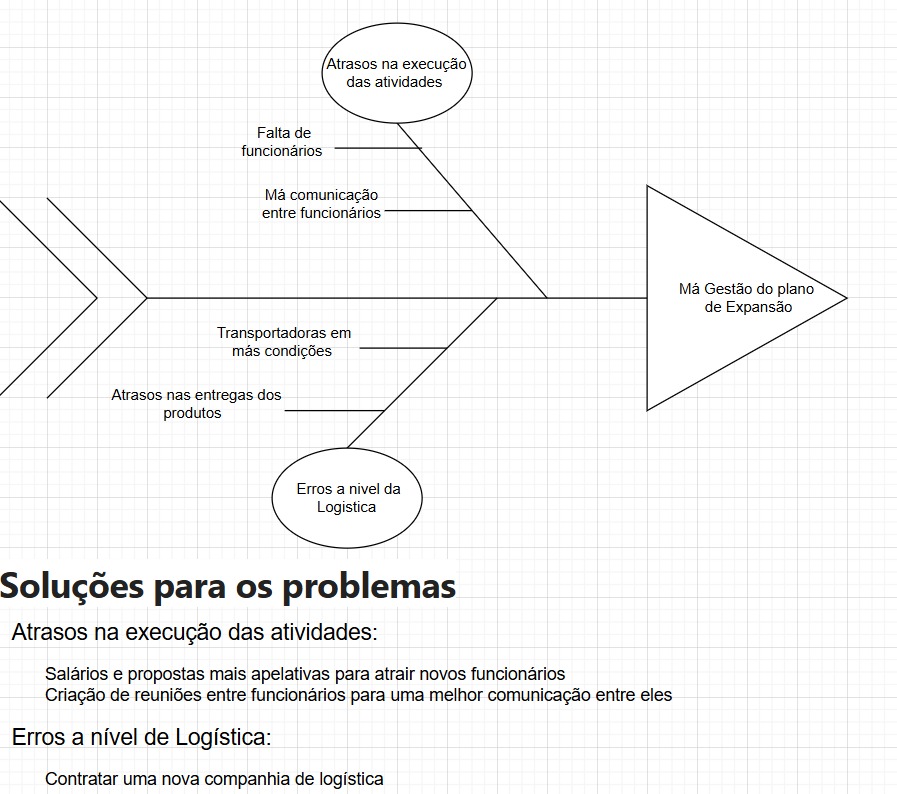 Atrasos na execução
das atividades
Falta de
funcionários
Má comunicação
entre funcionários
Má Gestão do plano
de Expansão
Transportadoras em
más condições
Atrasos nas entregas dos
produtos
Erros a nivel da
Logistica
Soluções para os problemas
Atrasos na execução das atividades:
Salários e propostas mais apelativas para atrair novos funcionários
Criação de reuniões entre funcionários para uma melhor comunicação entre eles
Erros a nível de Logística:
Contratar uma nova companhia de logística